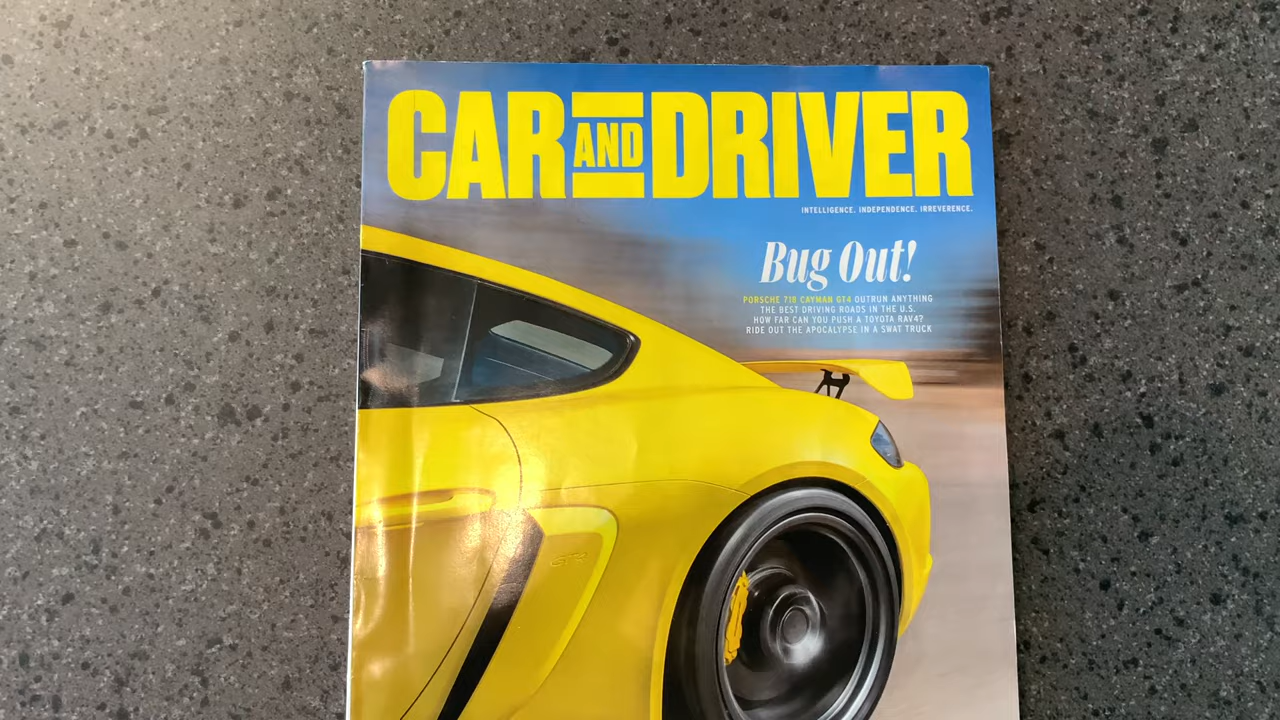 CAR AND DRIVER
INTELLIGENCE. INDEPENDENCE. IRREVERENCE.
Bug Out!
PORSCHE 718 CAYMAN GT4 OUTRUN ANYTHING
THE BEST DRIVING ROADS IN THE U.S.
HOW FAR CAN YOU PUSH A TOYOTA RAV4?
RIDE OUT THE APOCALYPSE IN A SWAT TRUCK
GT4